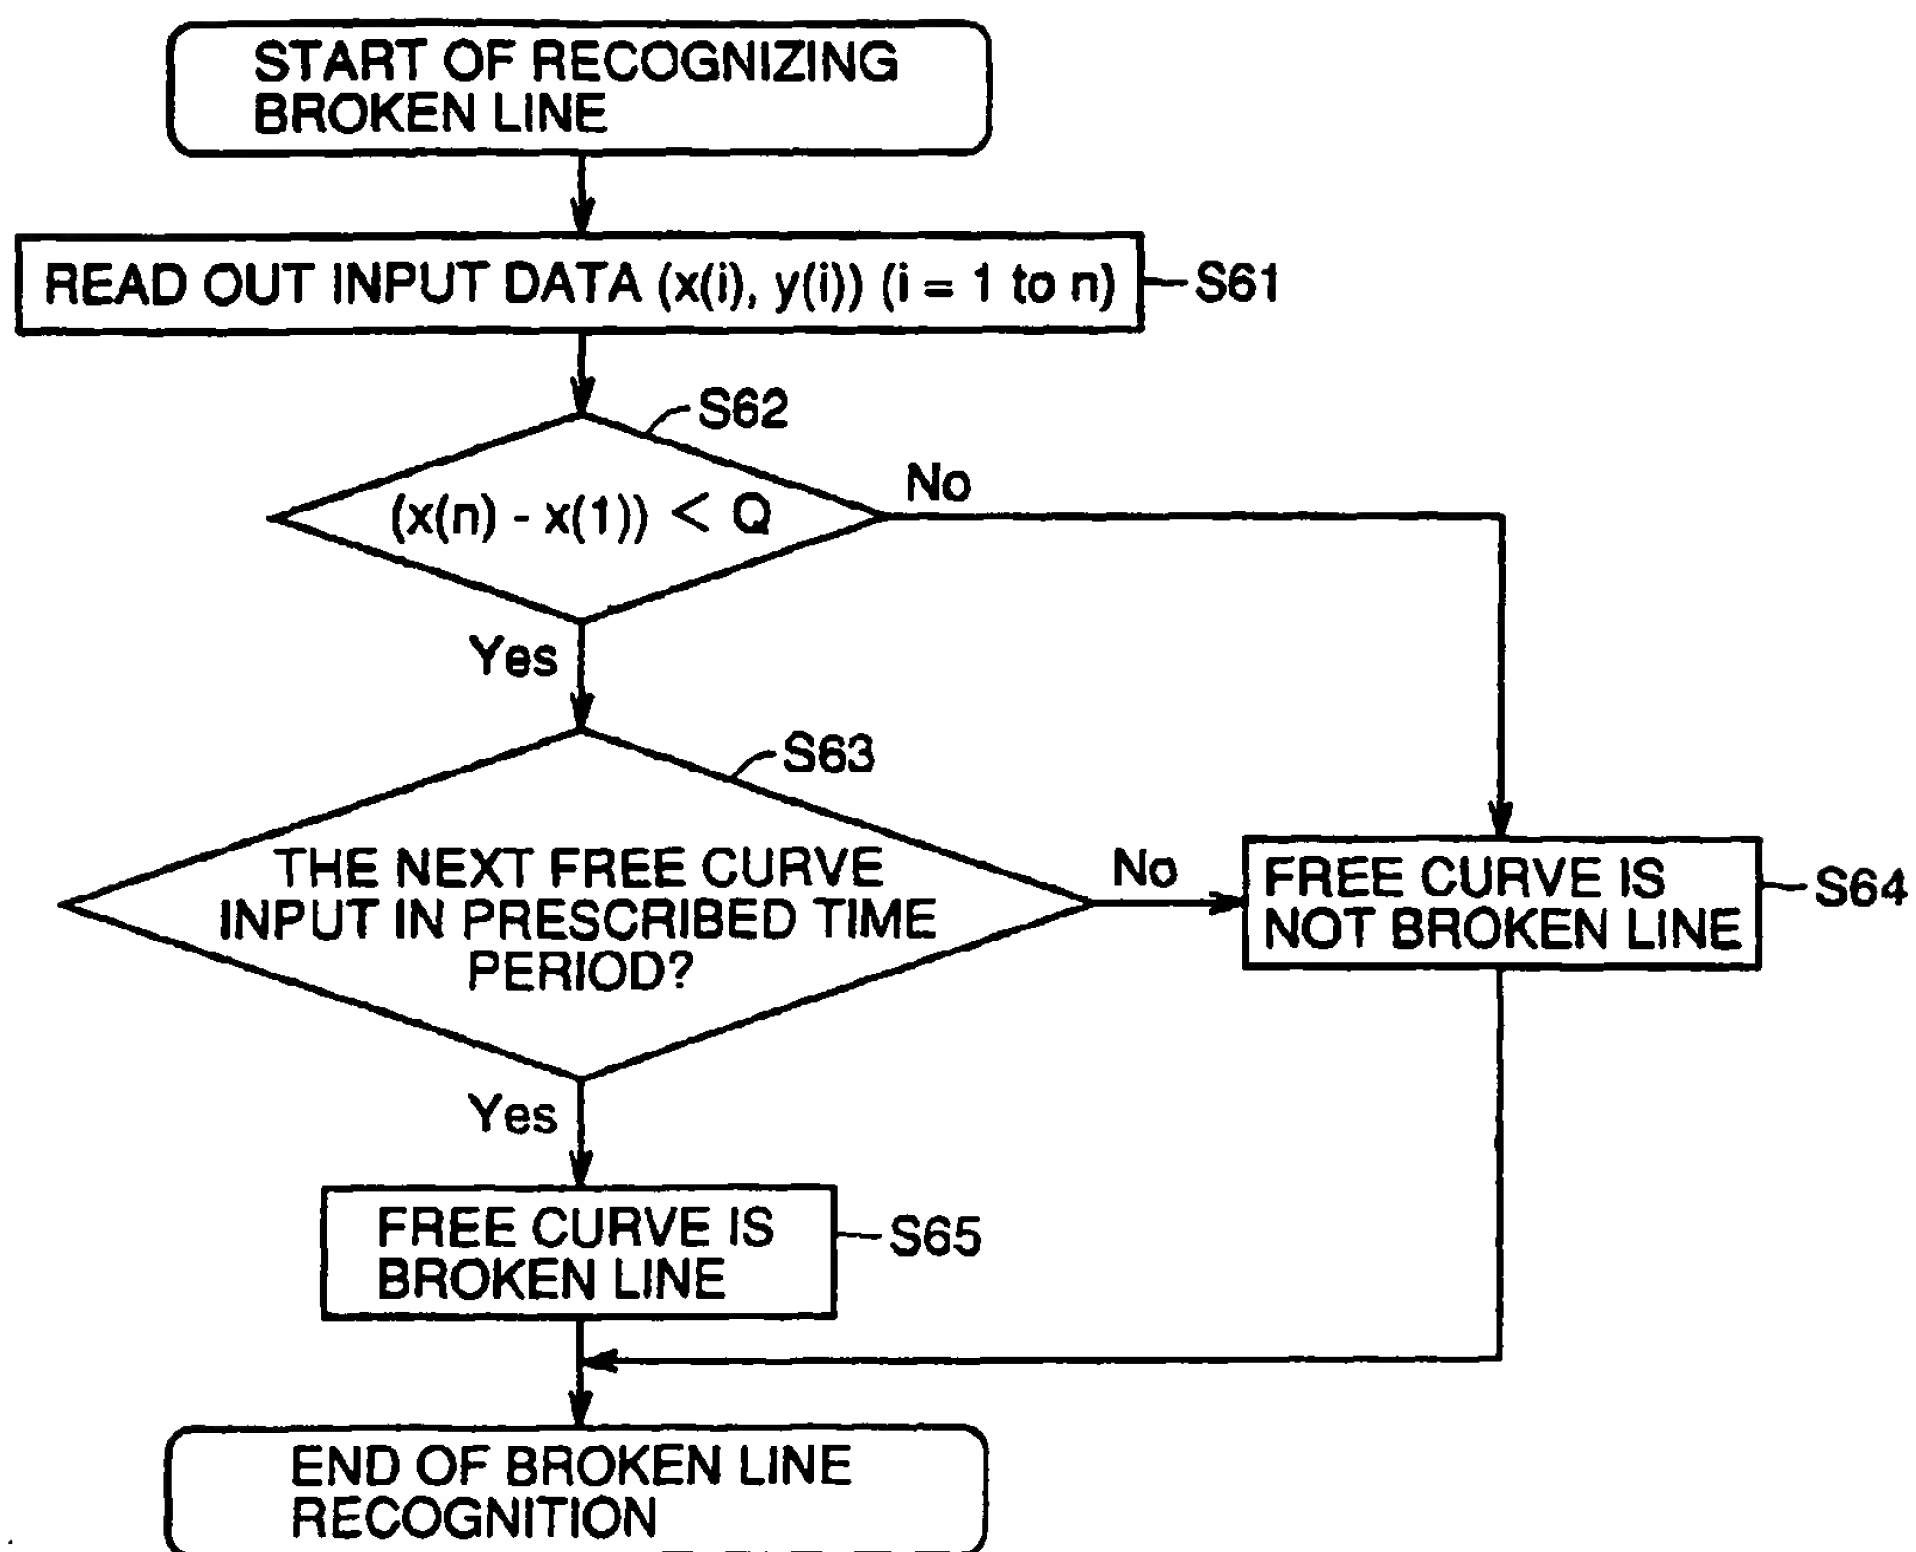 START OF RECOGNIZING
BROKEN LINE
READ OUT INPUT DATA (x(i), y(i)) (i = 1 to n)
S61
S62
(x(n) - x(1)) < Q
No
Yes
S63
THE NEXT FREE CURVE
INPUT IN PRESCRIBED TIME
PERIOD?
No
FREE CURVE IS
NOT BROKEN LINE
S64
Yes
FREE CURVE IS
BROKEN LINE
S65
END OF BROKEN LINE
RECOGNITION